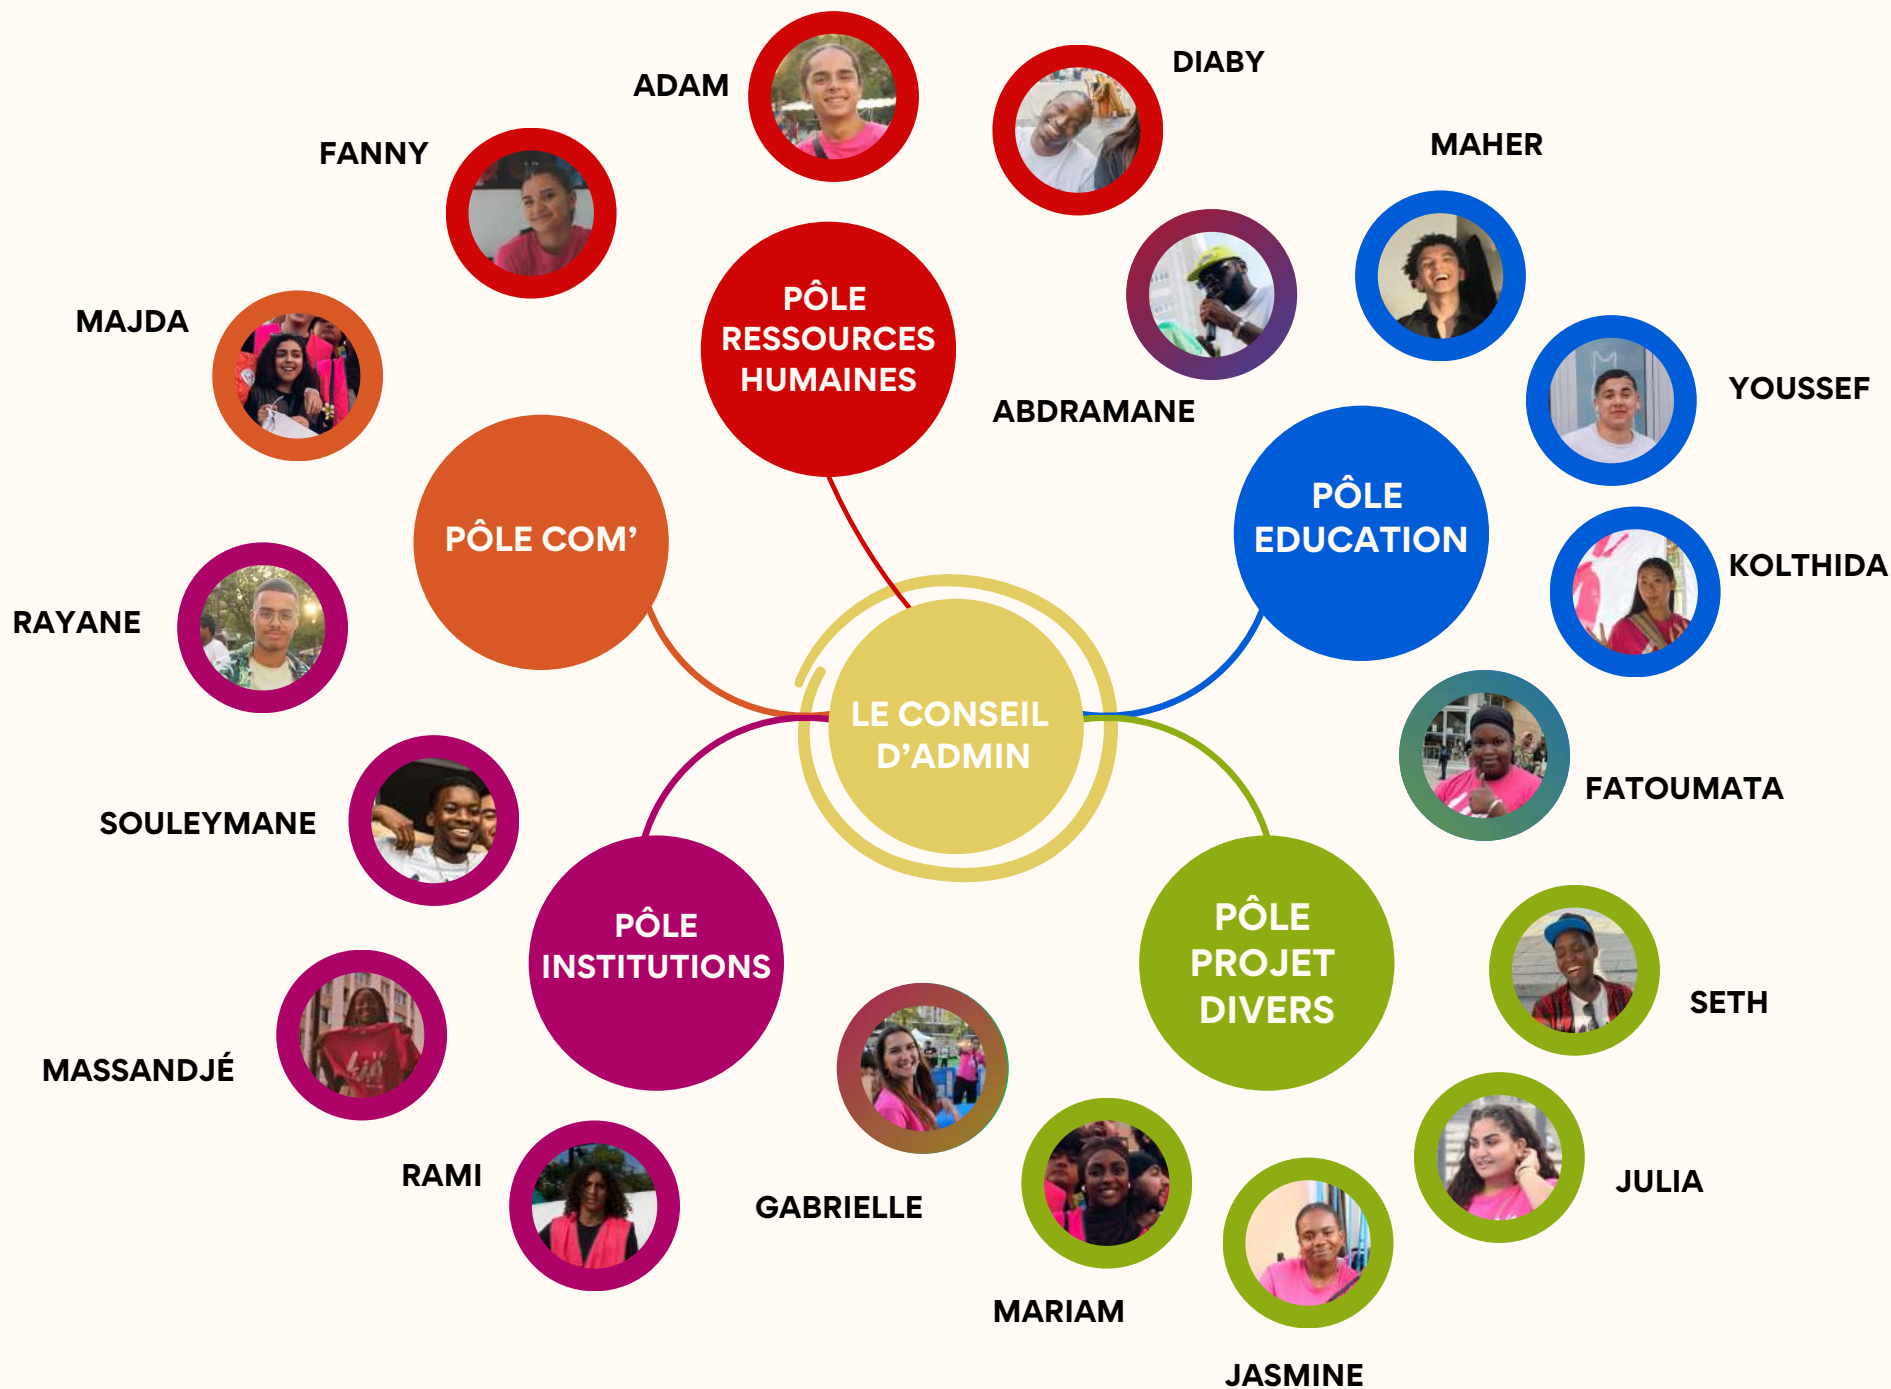 ADAM
DIABY
FANNY
MAHER
PÔLE
RESSOURCES
HUMAINES
MAJDA
ABDRAMANE
YOUSSEF
PÔLE COM’
PÔLE
EDUCATION
KOLTHIDA
RAYANE
LE CONSEIL
D’ADMIN
FATOUMATA
SOULEYMANE
PÔLE
INSTITUTIONS
PÔLE
PROJET
DIVERS
SETH
MASSANDJÉ
RAMI
GABRIELLE
JULIA
MARIAM
JASMINE